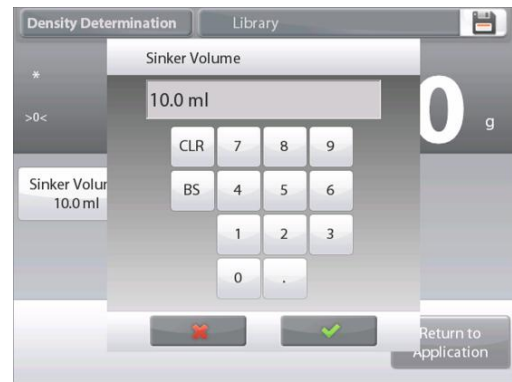 Density Determination
Library
Sinker Volume
*
10.0 ml
>0<
0 g
CLR 7 8 9
Sinker Volum
10.0 ml
BS 4 5 6
1 2 3
0 .
Return to
Application